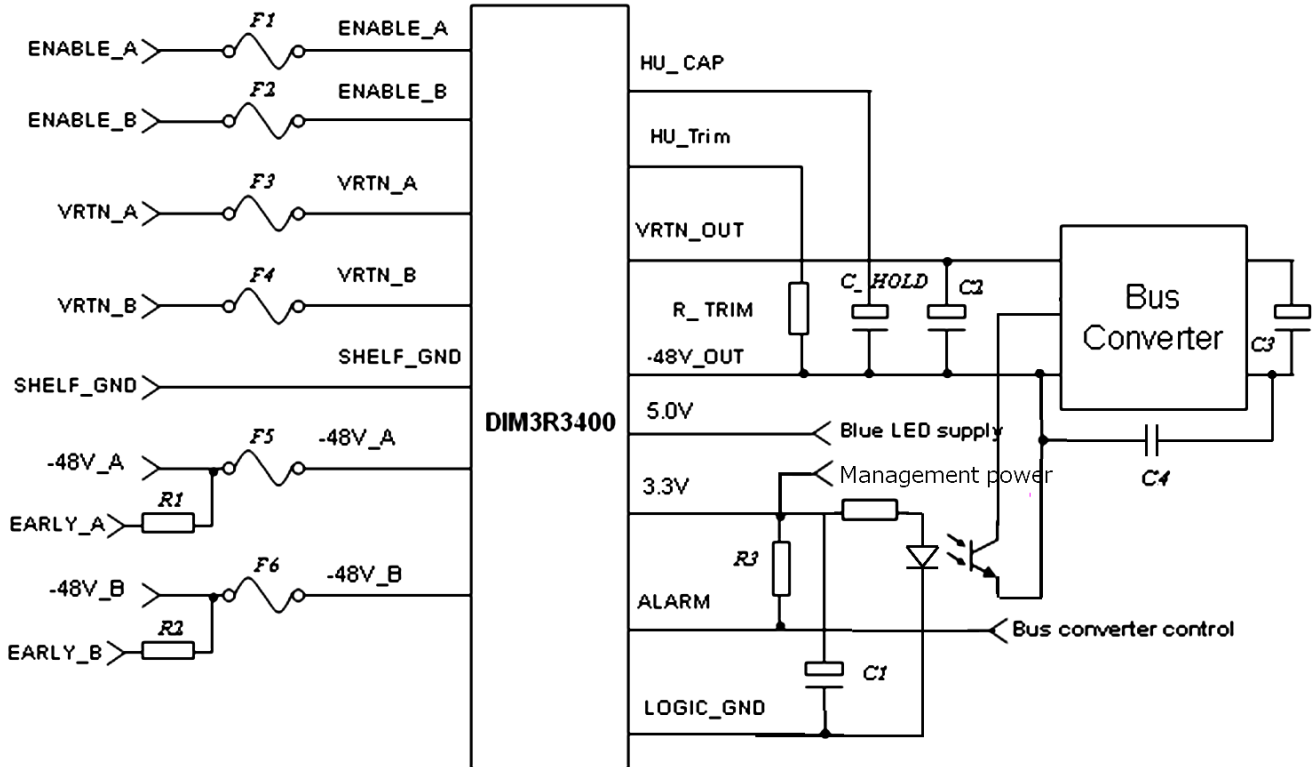 F1
ENABLE_A
ENABLE_A
F2
ENABLE_B
ENABLE_B
F3
VRTN_A
VRTN_A
F4
VRTN_B
VRTN_B
SHELF_GND
SHELF_GND
F5
-48V_A
-48V_A
R1
EARLY_A
F6
-48V_B
-48V_B
R2
EARLY_B
DIM3R3400
HU_CAP
HU_Trim
VRTN_OUT
C_HOLD
C2
R_TRIM
-48V_OUT
Bus
Converter
C3
5.0V
Blue LED supply
Management power
3.3V
C4
R3
ALARM
Bus converter control
C1
LOGIC_GND